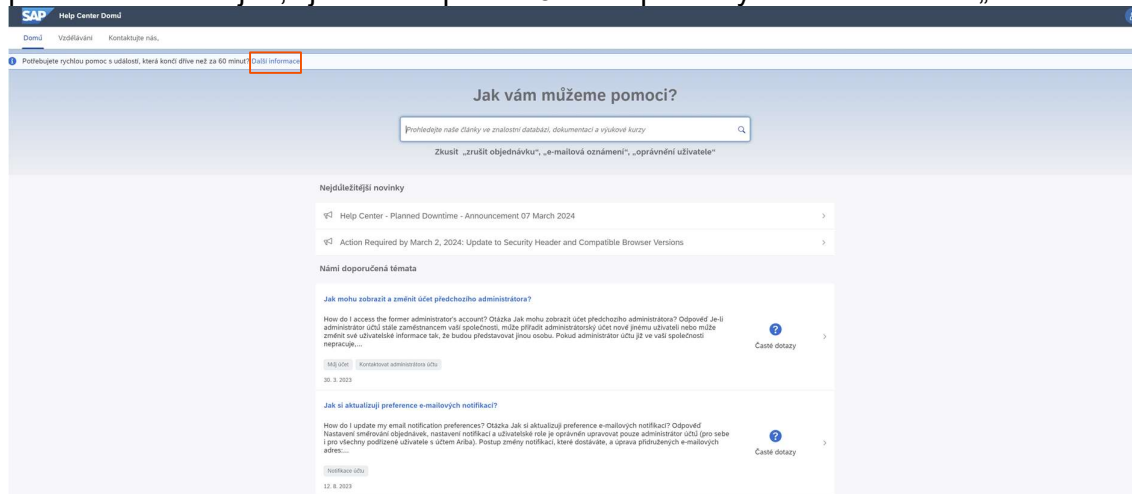 SAP Help Center Domů
Domů Vzdělávání Kontaktujte nás,
Potřebujete rychlou pomoc s událostí, která končí dříve než za 60 minut? Další informace
Jak vám můžeme pomoci?
Prohledejte naše články ve znalostní databázi, dokumentaci a výukové kurzy
Zkusit „zrušit objednávku“, „e-mailová oznámení“, „oprávnění uživatele“
Nejdůležitější novinky
Help Center - Planned Downtime - Announcement 07 March 2024
Action Required by March 2, 2024: Update to Security Header and Compatible Browser Versions
Námi doporučená témata
Jak mohu zobrazit a změnit účet předchozího administrátora?
How do I access the former administrator's account? Otázka Jak mohu zobrazit účet předchozího administrátora? Odpověď Je-li
administrátor účtů stále zaměstnancem vaší společnosti, může přiřadit administrátorský účet nově jinému uživateli nebo může
změnit své uživatelské informace tak, že budou představovat jinou osobu. Pokud administrátor účtu již ve vaší společnosti
nepracuje,...
Časté dotazy
Můj účet Kontaktovat administrátora účtu
30. 3. 2023
Jak si aktualizuji preference e-mailových notifikací?
How do I update my email notification preferences? Otázka Jak si aktualizuji preference e-mailových notifikací? Odpověď
Nastavení směrování objednávek, nastavení notifikací a uživatelské role je oprávněn upravovat pouze administrátor účtů (pro sebe
i pro všechny podřízené uživatele s účtem Ariba). Postup změny notifikací, které dostáváte, a úprava přidružených e-mailových
adres:...
Časté dotazy
Notifikace účtu
12. 8. 2023